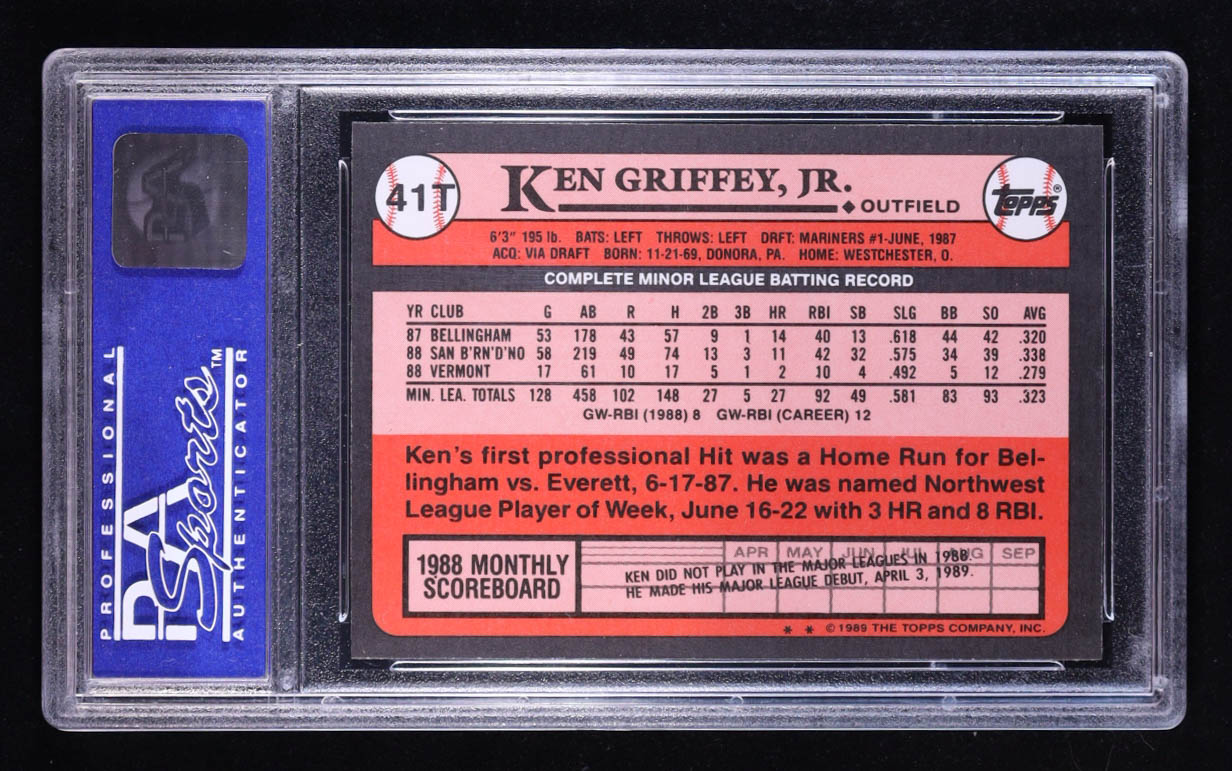 PROFESSIONAL
PA
Sports™
AUTHENTICATOR
PA
41T
KEN GRIFFEY, JR.
◆ OUTFIELD
TOPPS®
6'3" 195 lb. BATS: LEFT THROWS: LEFT DRFT: MARINERS #1-JUNE, 1987
ACQ: VIA DRAFT BORN: 11-21-69, DONORA, PA. HOME: WESTCHESTER, O.
COMPLETE MINOR LEAGUE BATTING RECORD
YR CLUB G AB R H 2B 3B HR RBI SB SLG BB SO AVG
87 BELLINGHAM 53 178 43 57 9 1 14 40 13 .618 44 42 .320
88 SAN B'RN'D'NO 58 219 49 74 13 3 11 42 32 .575 34 39 .338
88 VERMONT 17 61 10 17 5 1 2 10 4 .492 5 12 .279
MIN. LEA. TOTALS 128 458 102 148 27 5 27 92 49 .581 83 93 .323
GW-RBI (1988) 8 GW-RBI (CAREER) 12
Ken's first professional Hit was a Home Run for Bel-
lingham vs. Everett, 6-17-87. He was named Northwest
League Player of Week, June 16-22 with 3 HR and 8 RBI.
1988 MONTHLY
SCOREBOARD
APR MAY JUN JUL AUG SEP
KEN DID NOT PLAY IN THE MAJOR LEAGUES IN 1988.
HE MADE HIS MAJOR LEAGUE DEBUT, APRIL 3, 1989.
* * © 1989 THE TOPPS COMPANY, INC.